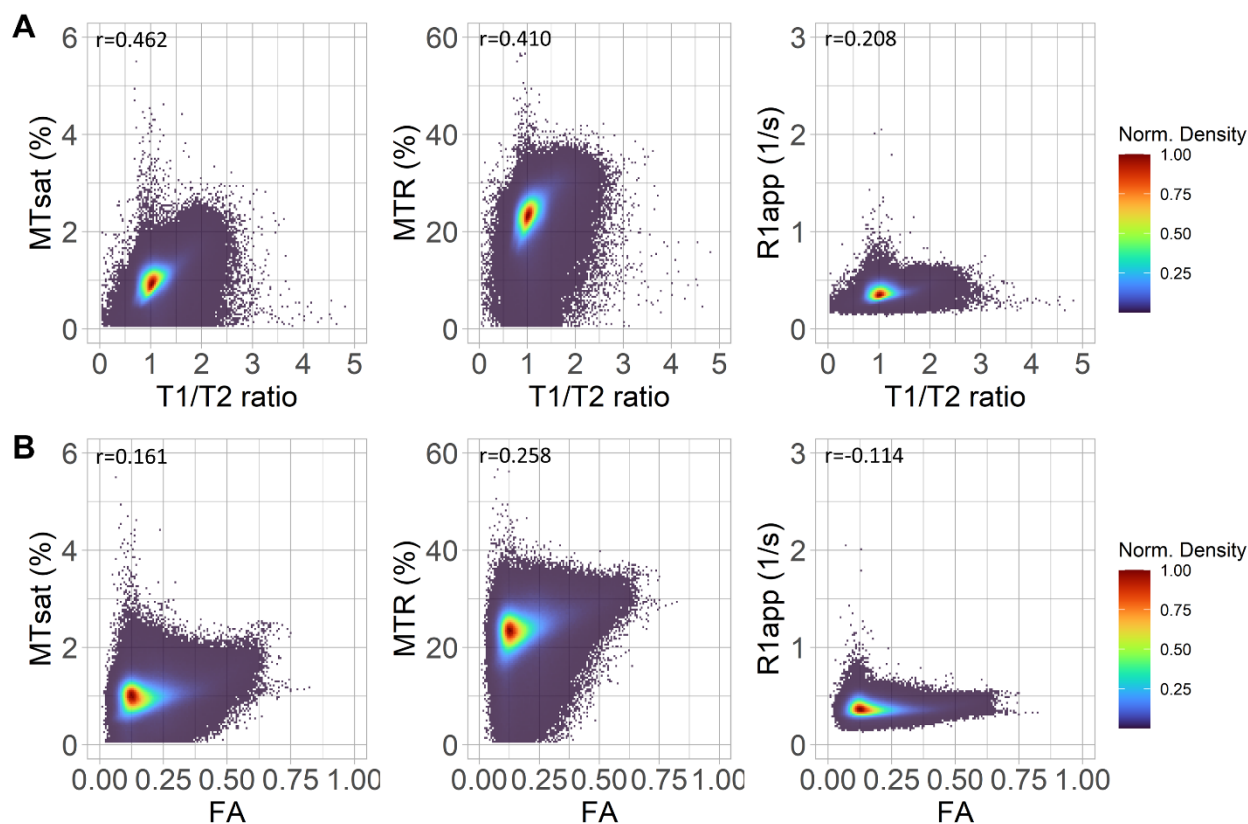 A
r=0.462
MTsat (%)
6
4
2
0
0 1 2 3 4 5
T1/T2 ratio
r=0.410
MTR (%)
60
40
20
0
0 1 2 3 4 5
T1/T2 ratio
r=0.208
R1app (1/s)
3
2
1
0
0 1 2 3 4 5
T1/T2 ratio
Norm. Density
1.00
0.75
0.50
0.25
B
r=0.161
MTsat (%)
6
4
2
0
0.00 0.25 0.50 0.75 1.00
FA
r=0.258
MTR (%)
60
40
20
0
0.00 0.25 0.50 0.75 1.00
FA
r=-0.114
R1app (1/s)
3
2
1
0
0.00 0.25 0.50 0.75 1.00
FA
Norm. Density
1.00
0.75
0.50
0.25